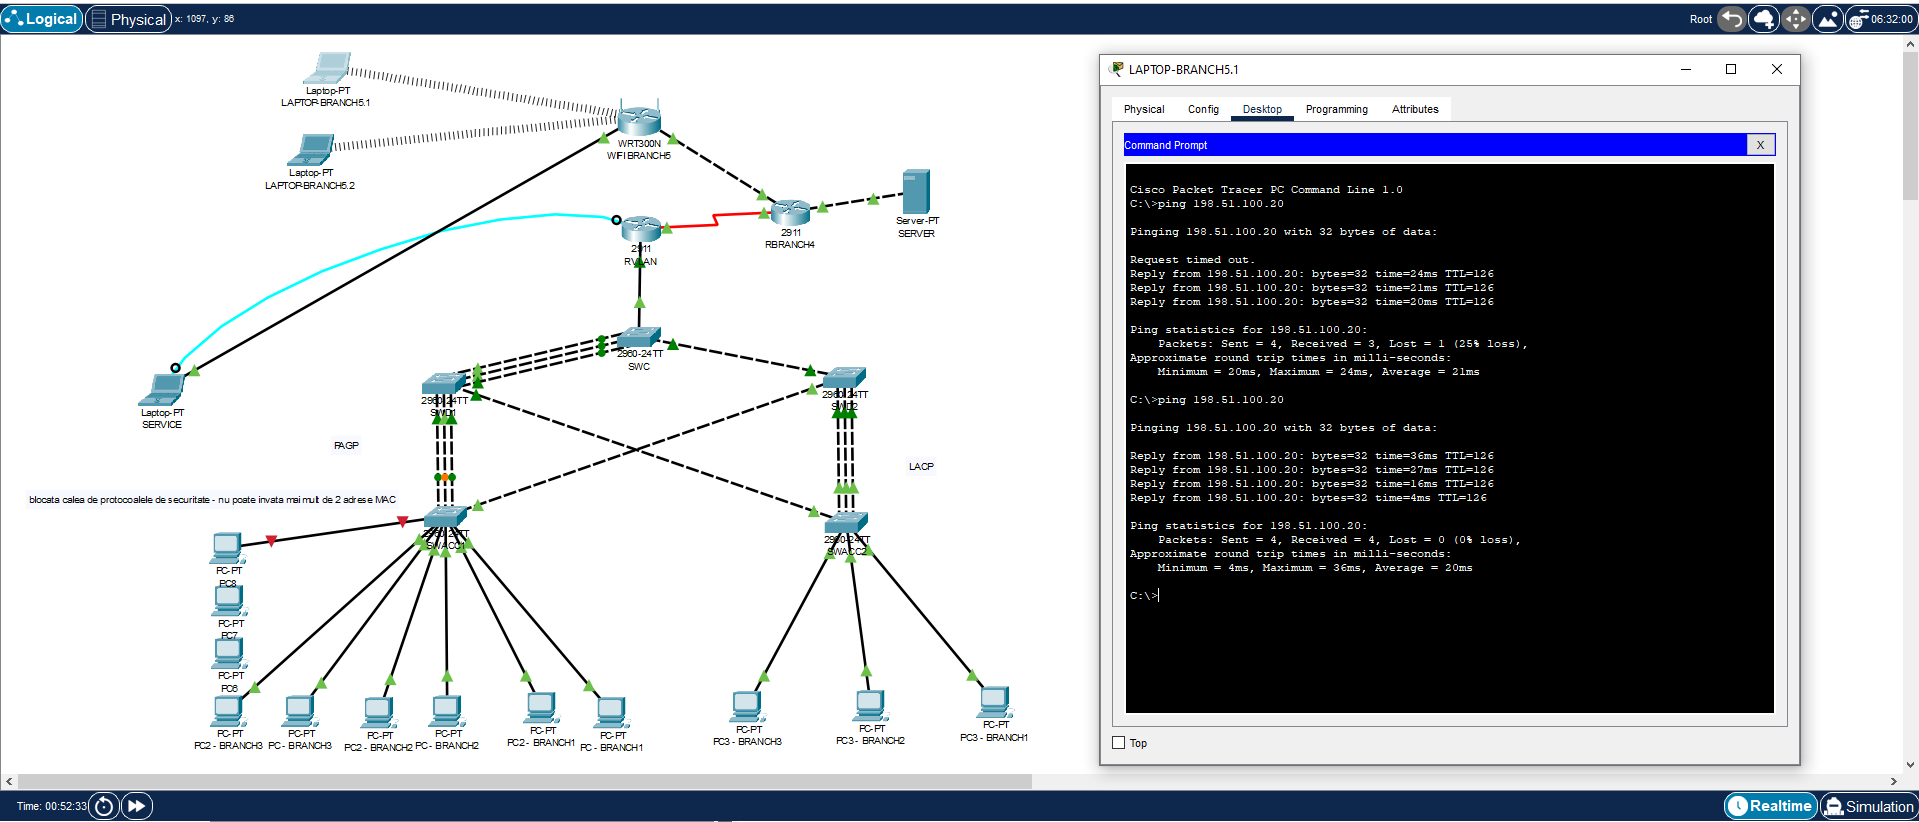 Logical
Physical
x: 1097, y: 86
Root
06:32:00
Laptop-PT
LAPTOP-BRANCH5.1
Laptop-PT
LAPTOP-BRANCH5.2
WRT300N
WIFI BRANCH5
2911
RBRANCH4
Server-PT
SERVER
2911
RVLAN
2960-24TT
SWC
2960-24TT
SWD1
2960-24TT
SWD2
Laptop-PT
SERVICE
PAGP
LACP
blocata calea de protocoalele de securitate - nu poate invata mai mult de 2 adrese MAC
2960-24TT
SWACC1
2960-24TT
SWACC2
PC-PT
PC8
PC-PT
PC7
PC-PT
PC6
PC-PT
PC2 - BRANCH3
PC-PT
PC - BRANCH3
PC-PT
PC2 - BRANCH2
PC-PT
PC - BRANCH2
PC-PT
PC2 - BRANCH1
PC-PT
PC - BRANCH1
PC-PT
PC3 - BRANCH3
PC-PT
PC3 - BRANCH2
PC-PT
PC3 - BRANCH1
LAPTOP-BRANCH5.1
Physical Config Desktop Programming Attributes
Command Prompt
X
Cisco Packet Tracer PC Command Line 1.0
C:\>ping 198.51.100.20
Pinging 198.51.100.20 with 32 bytes of data:
Request timed out.
Reply from 198.51.100.20: bytes=32 time=24ms TTL=126
Reply from 198.51.100.20: bytes=32 time=21ms TTL=126
Reply from 198.51.100.20: bytes=32 time=20ms TTL=126
Ping statistics for 198.51.100.20:
Packets: Sent = 4, Received = 3, Lost = 1 (25% loss),
Approximate round trip times in milli-seconds:
Minimum = 20ms, Maximum = 24ms, Average = 21ms
C:\>ping 198.51.100.20
Pinging 198.51.100.20 with 32 bytes of data:
Reply from 198.51.100.20: bytes=32 time=36ms TTL=126
Reply from 198.51.100.20: bytes=32 time=27ms TTL=126
Reply from 198.51.100.20: bytes=32 time=16ms TTL=126
Reply from 198.51.100.20: bytes=32 time=4ms TTL=126
Ping statistics for 198.51.100.20:
Packets: Sent = 4, Received = 4, Lost = 0 (0% loss),
Approximate round trip times in milli-seconds:
Minimum = 4ms, Maximum = 36ms, Average = 20ms
C:\>
Top
Time: 00:52:33
Realtime
Simulation